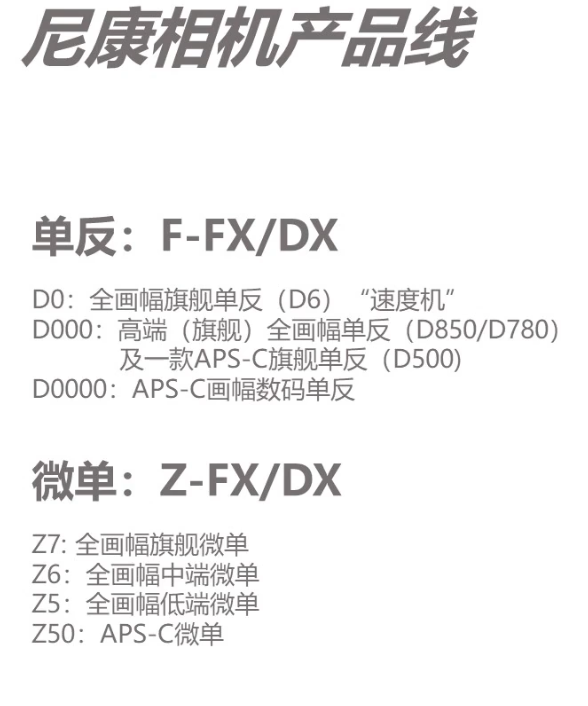 尼康相机产品线
单反：F-FX/DX
D0：全画幅旗舰单反（D6）“速度机”
D000：高端（旗舰）全画幅单反（D850/D780）
及一款APS-C旗舰单反（D500)
D0000：APS-C画幅数码单反
微单：Z-FX/DX
Z7: 全画幅旗舰微单
Z6：全画幅中端微单
Z5：全画幅低端微单
Z50：APS-C微单